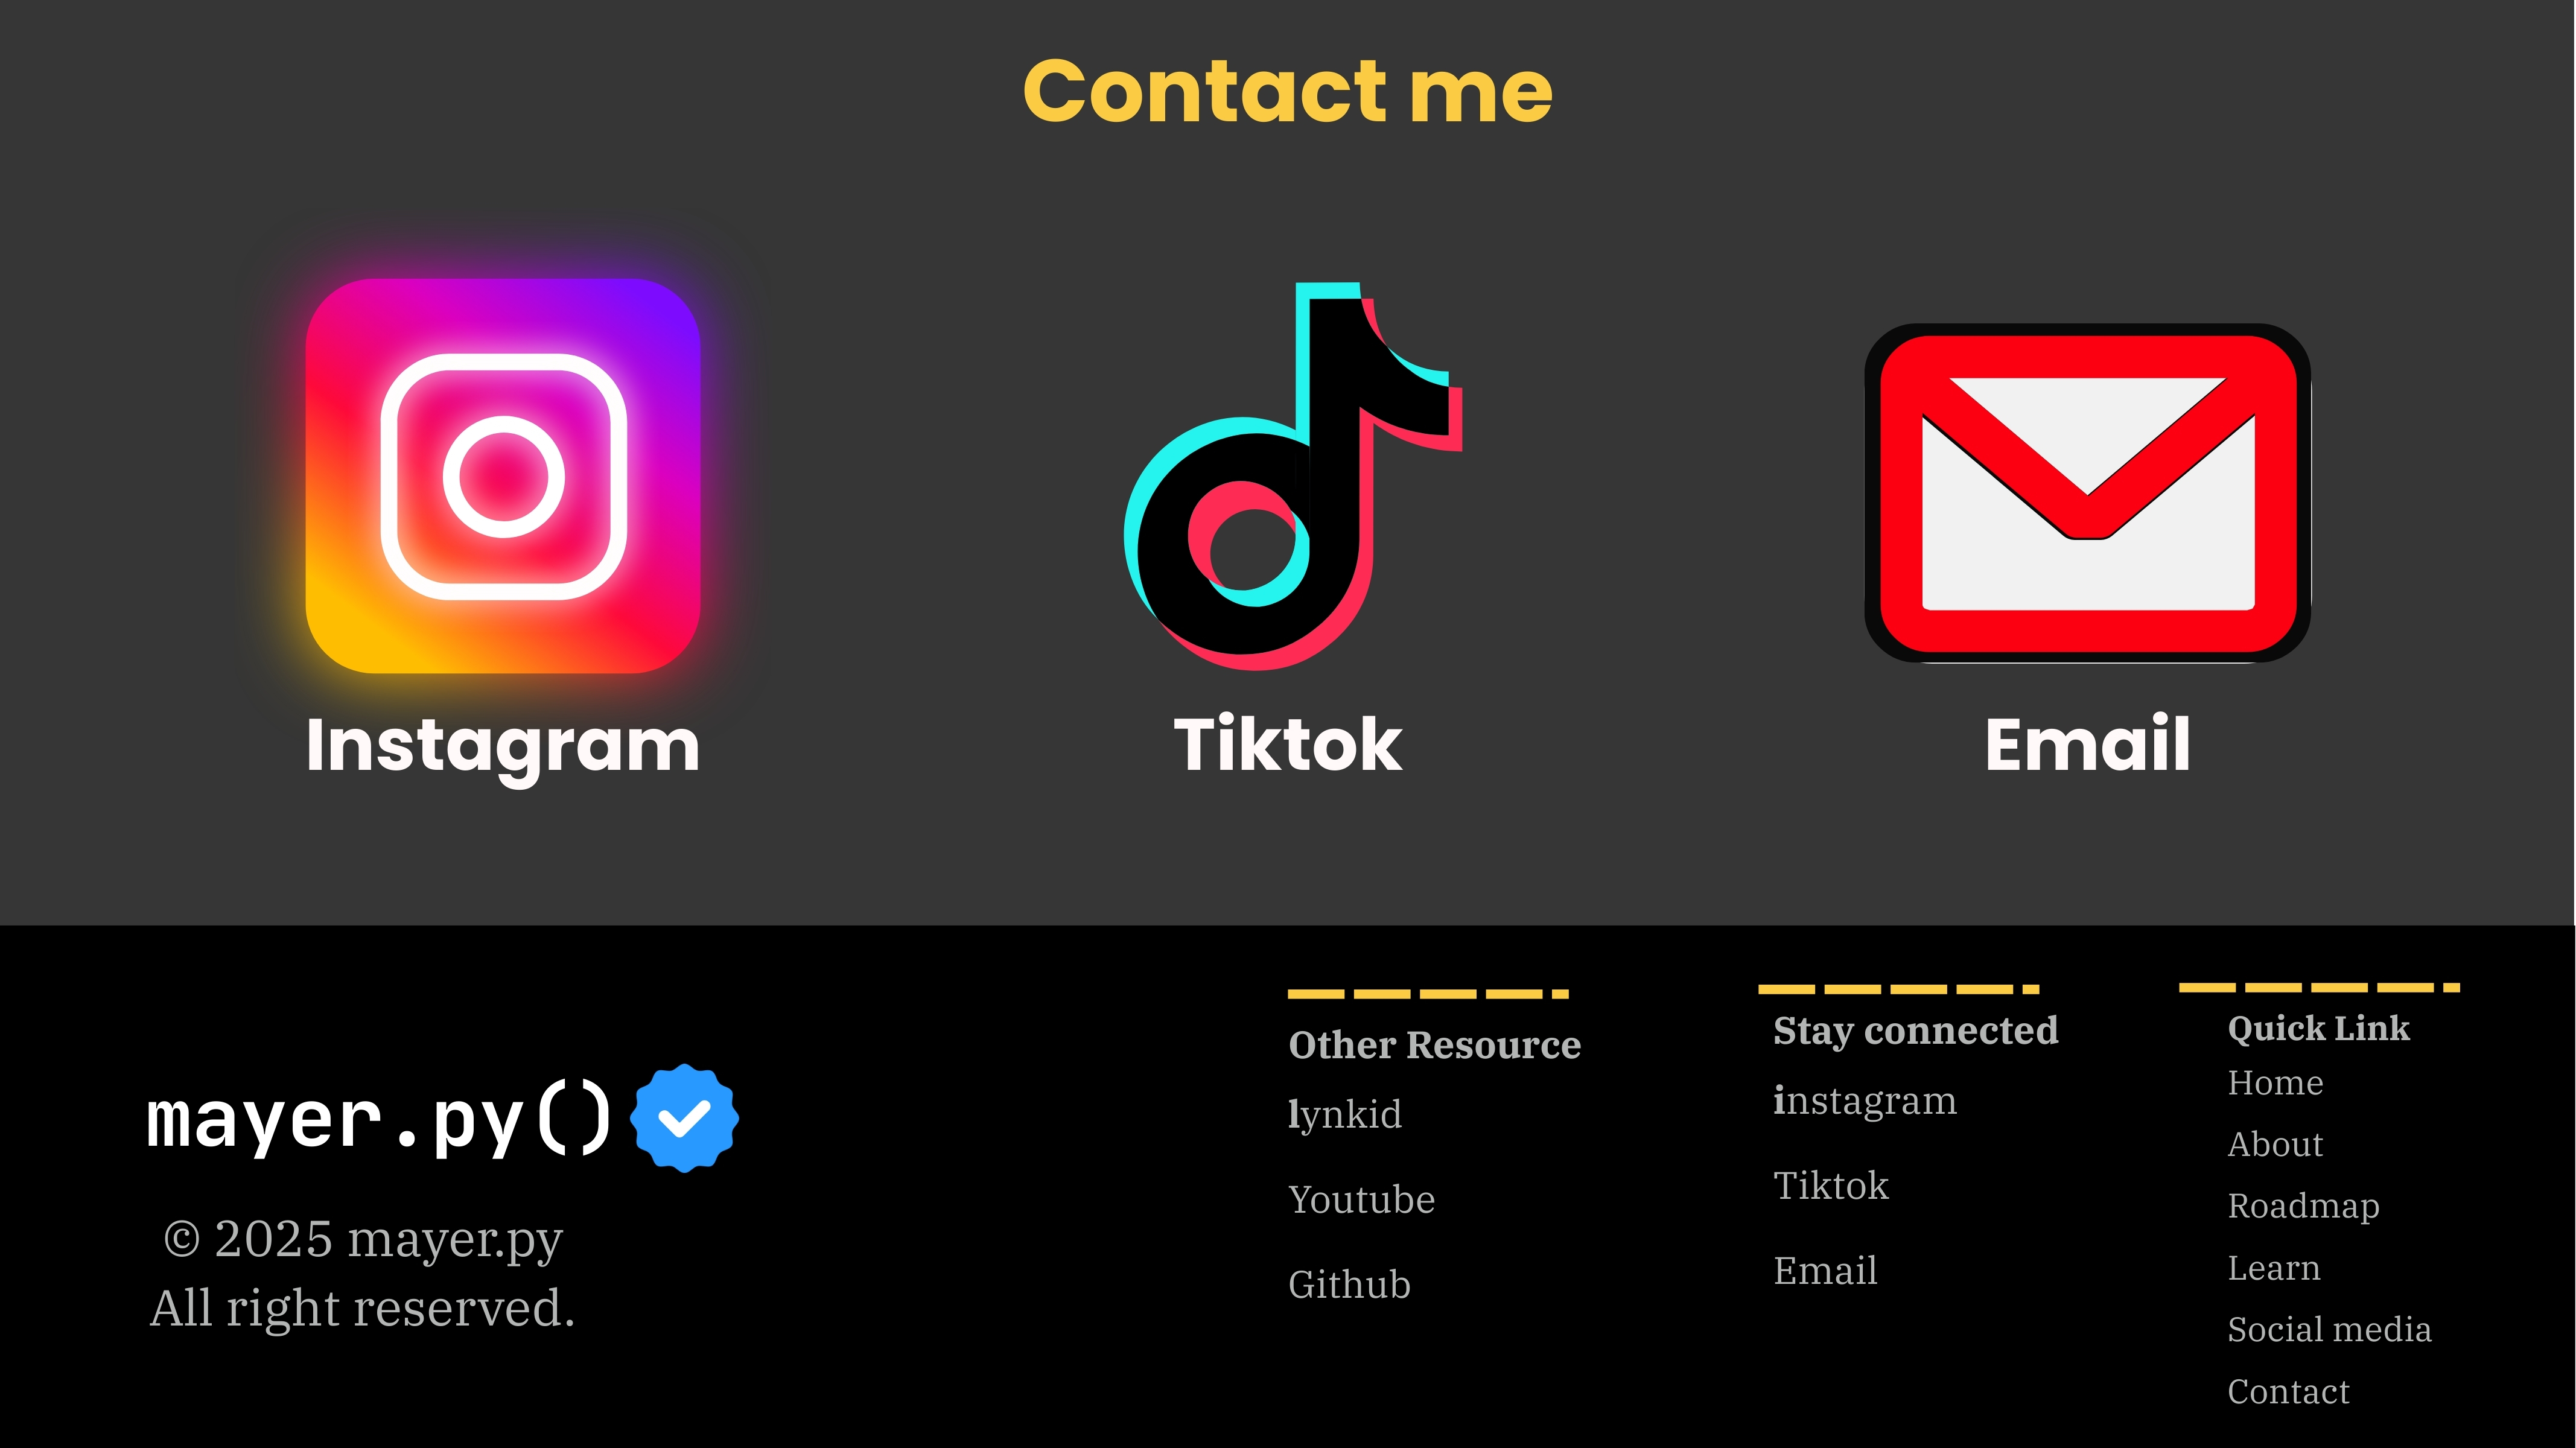 Contact me
Instagram
Tiktok
Email
mayer.py()
© 2025 mayer.py
All right reserved.
Other Resource
lynkid
Youtube
Github
Stay connected
instagram
Tiktok
Email
Quick Link
Home
About
Roadmap
Learn
Social media
Contact